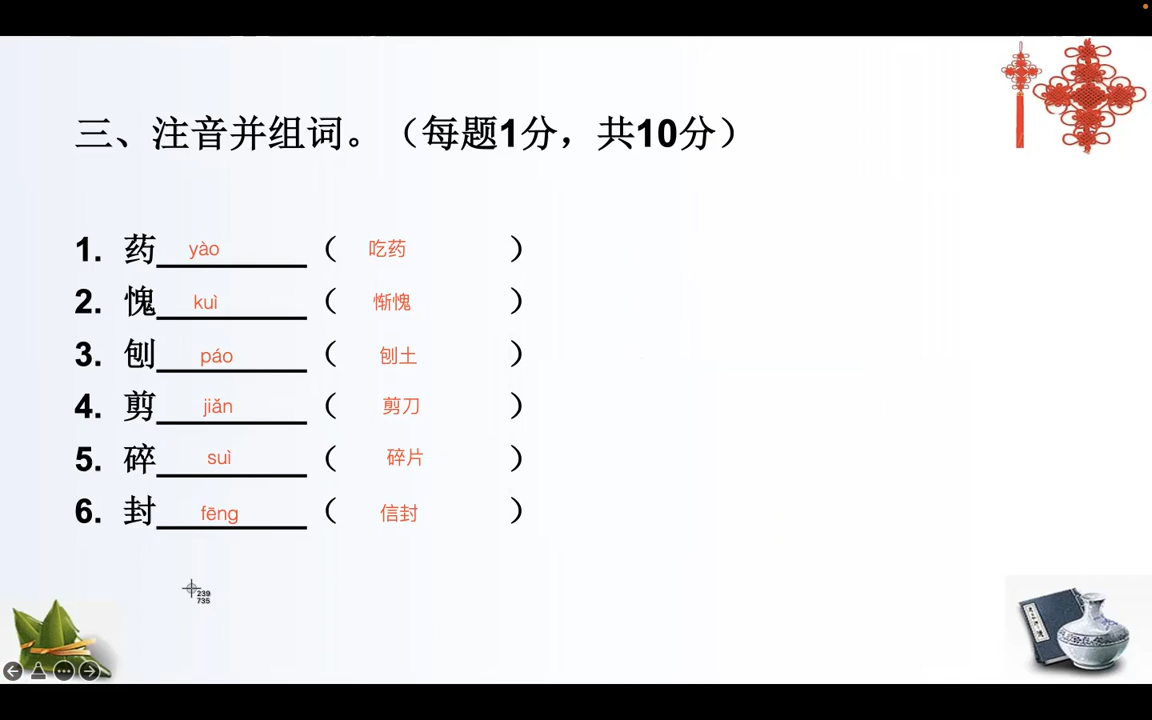 三、注音并组词。（每题1分，共10分）
1. 药 yào （ 吃药 ）
2. 愧 kuì （ 惭愧 ）
3. 刨 páo （ 刨土 ）
4. 剪 jiǎn （ 剪刀 ）
5. 碎 suì （ 碎片 ）
6. 封 fēng （ 信封 ）
239
735